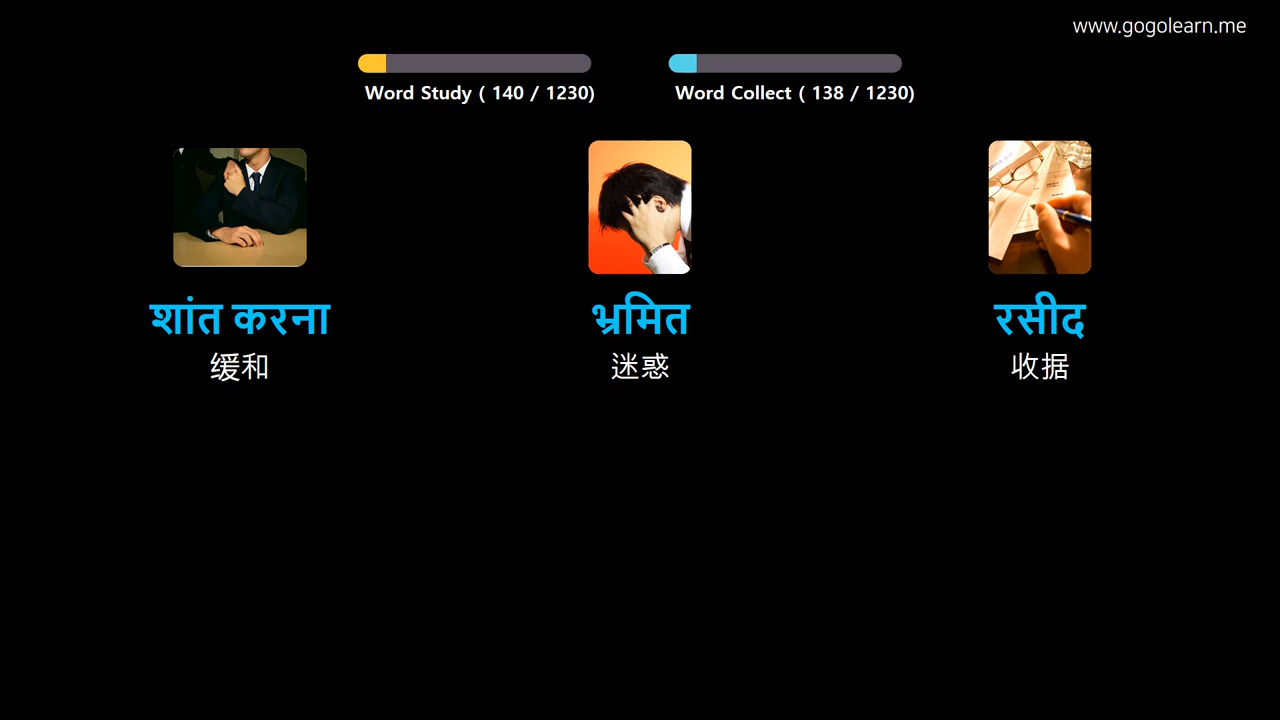 www.gogolearn.me
Word Study ( 140 / 1230)
Word Collect ( 138 / 1230)
शांत करना
缓和
भ्रमित
迷惑
रसीद
收据